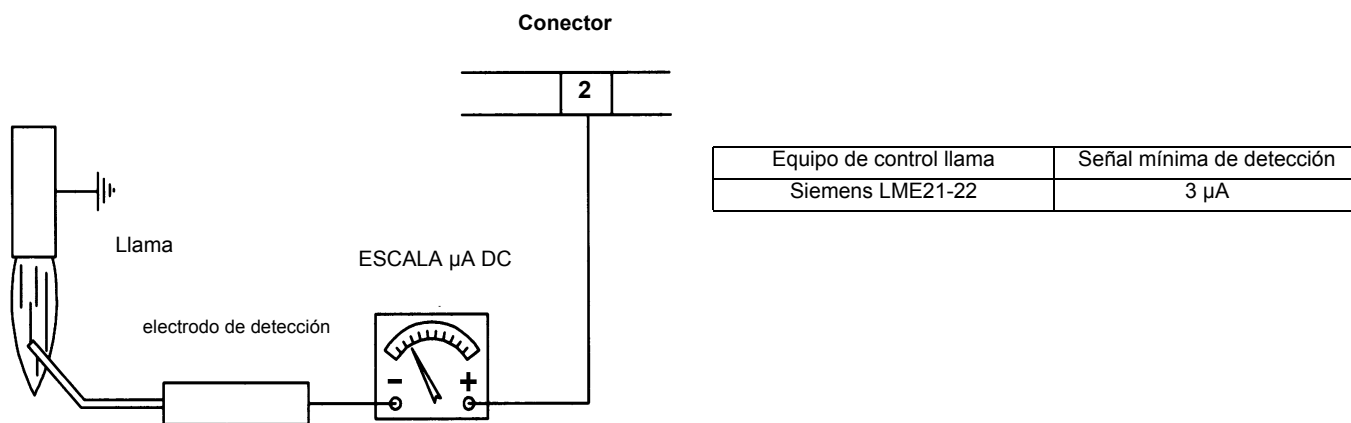 Conector
2
Equipo de control llama Señal mínima de detección
Siemens LME21-22 3 µA
Llama
ESCALA µA DC
electrodo de detección
- +